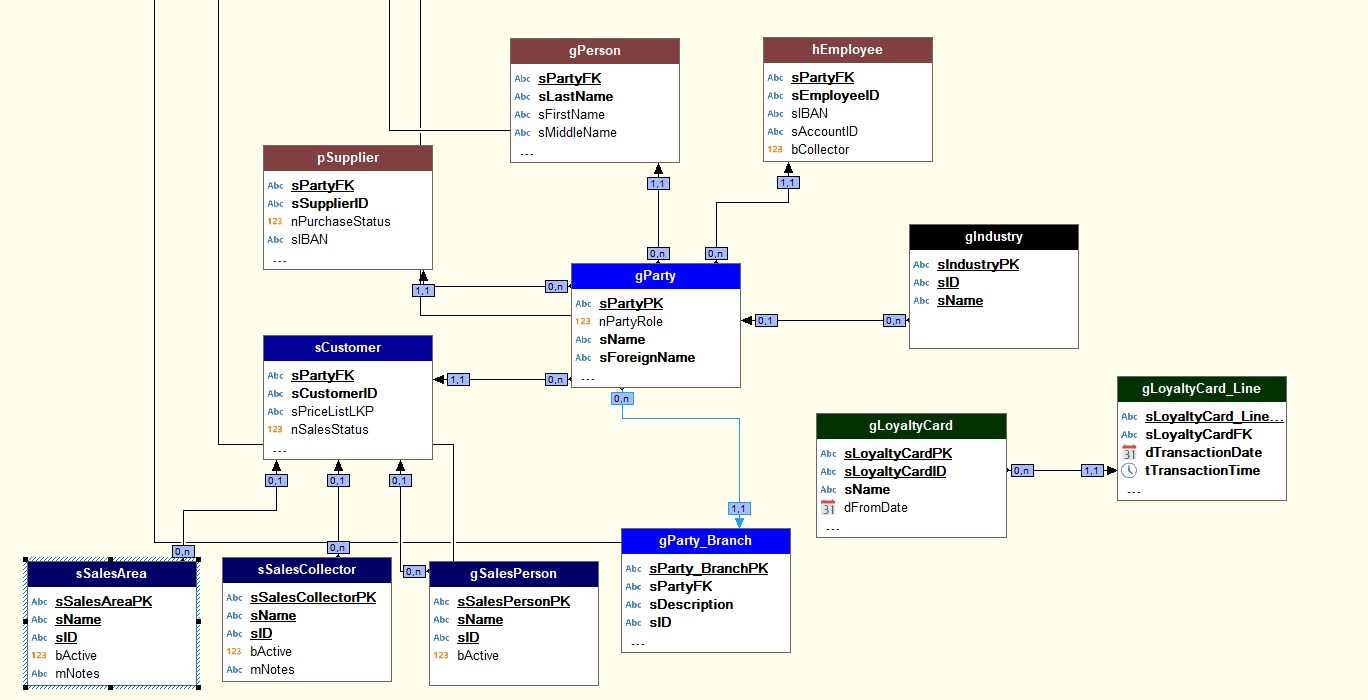 gPerson
Abc sPartyFK
Abc sLastName
Abc sFirstName
Abc sMiddleName
...
hEmployee
Abc sPartyFK
Abc sEmployeeID
Abc sIBAN
Abc sAccountID
123 bCollector
pSupplier
Abc sPartyFK
Abc sSupplierID
123 nPurchaseStatus
Abc sIBAN
...
1,1
1,1
0,n
0,n
gIndustry
Abc sIndustryPK
Abc sID
Abc sName
gParty
Abc sPartyPK
123 nPartyRole
Abc sName
Abc sForeignName
...
1,1
0,n
0,1
0,n
sCustomer
Abc sPartyFK
Abc sCustomerID
Abc sPriceListLKP
123 nSalesStatus
...
1,1
0,n
0,n
gLoyaltyCard_Line
Abc sLoyaltyCard_Line...
Abc sLoyaltyCardFK
31 dTransactionDate
tTransactionTime
...
gLoyaltyCard
Abc sLoyaltyCardPK
Abc sLoyaltyCardID
Abc sName
31 dFromDate
...
0,n
1,1
0,1
0,1
0,1
1,1
0,n
0,n
0,n
sSalesArea
Abc sSalesAreaPK
Abc sName
Abc sID
123 bActive
Abc mNotes
sSalesCollector
Abc sSalesCollectorPK
Abc sName
Abc sID
123 bActive
Abc mNotes
gSalesPerson
Abc sSalesPersonPK
Abc sName
Abc sID
123 bActive
gParty_Branch
Abc sParty_BranchPK
Abc sPartyFK
Abc sDescription
Abc sID
...